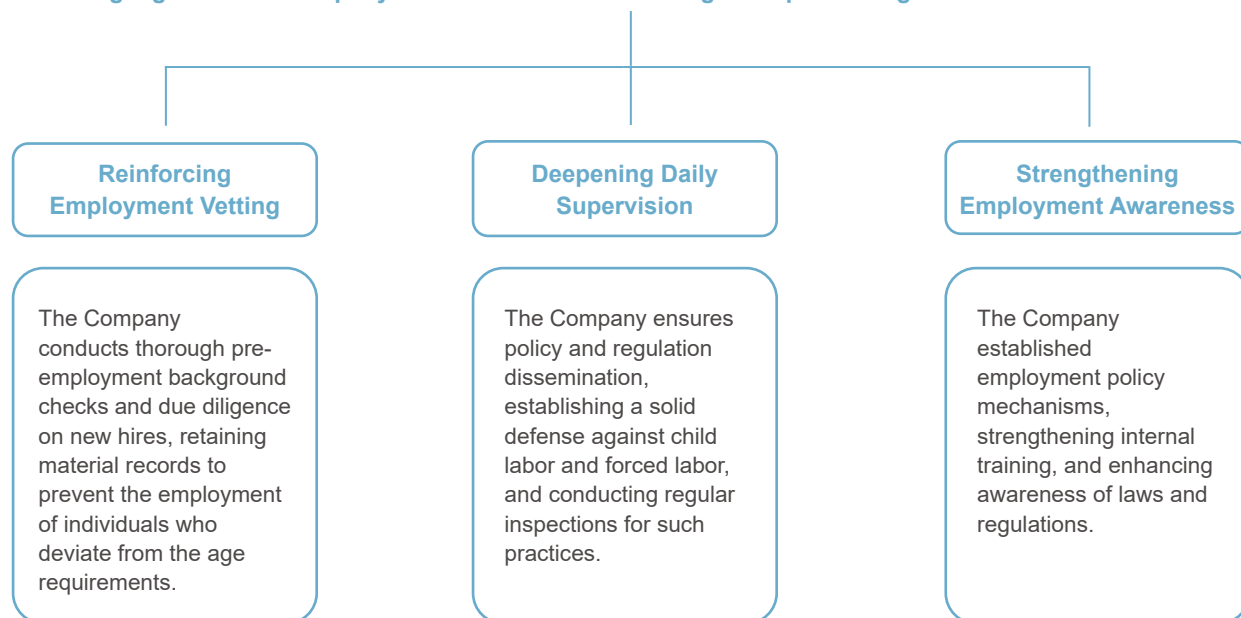 Reinforcing
Employment Vetting
The Company
conducts thorough pre-
employment background
checks and due diligence
on new hires, retaining
material records to
prevent the employment
of individuals who
deviate from the age
requirements.
Deepening Daily
Supervision
The Company ensures
policy and regulation
dissemination,
establishing a solid
defense against child
labor and forced labor,
and conducting regular
inspections for such
practices.
Strengthening
Employment Awareness
The Company
established
employment policy
mechanisms,
strengthening internal
training, and enhancing
awareness of laws and
regulations.